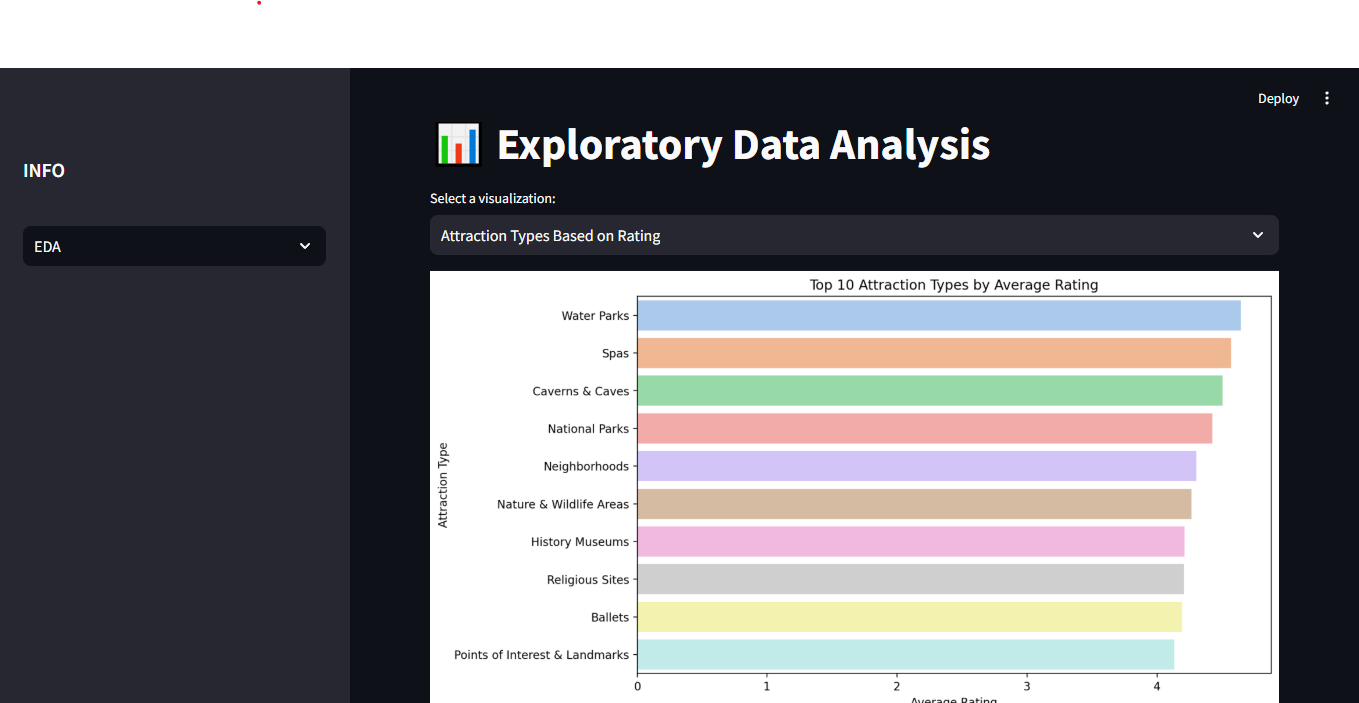 Deploy
INFO
EDA
Exploratory Data Analysis
Select a visualization:
Attraction Types Based on Rating
Top 10 Attraction Types by Average Rating
Attraction Type
Water Parks
Spas
Caverns & Caves
National Parks
Neighborhoods
Nature & Wildlife Areas
History Museums
Religious Sites
Ballets
Points of Interest & Landmarks
0 1 2 3 4
Average Rating